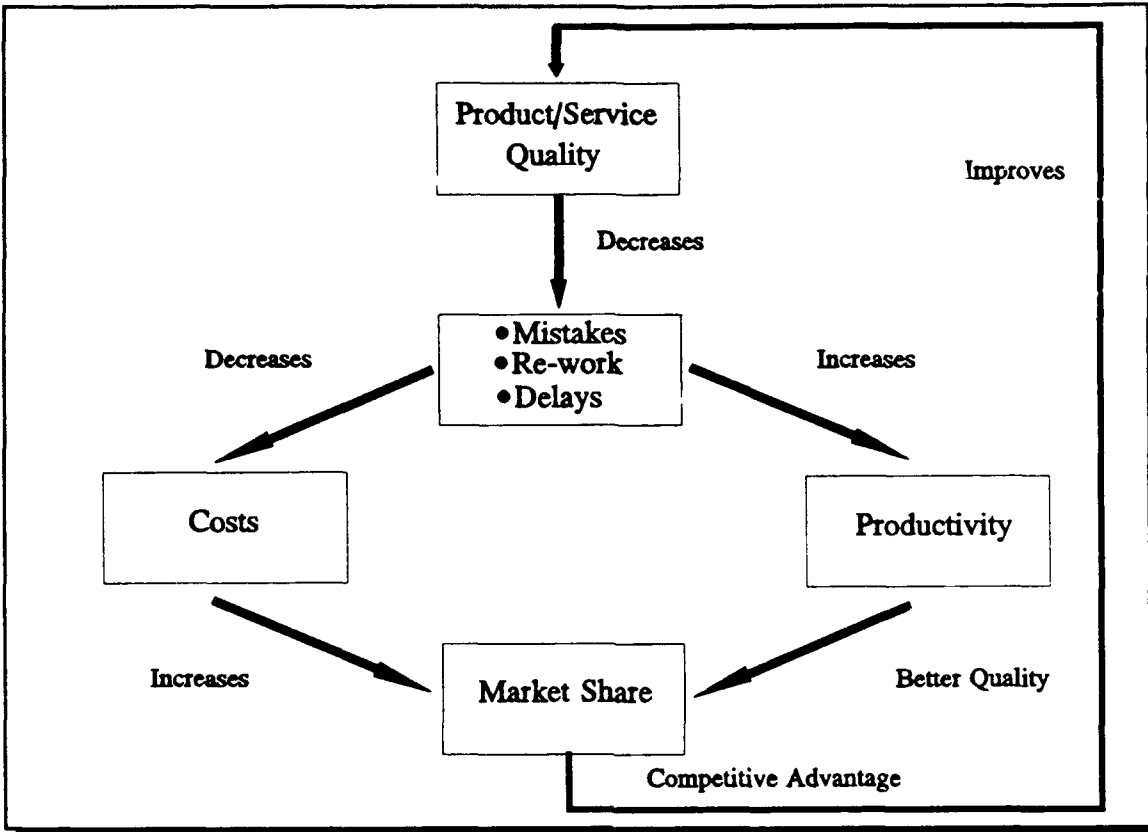 Product/Service
Quality
Improves
Decreases
•Mistakes
•Re-work
•Delays
Decreases
Increases
Costs
Productivity
Increases
Market Share
Better Quality
Competitive Advantage